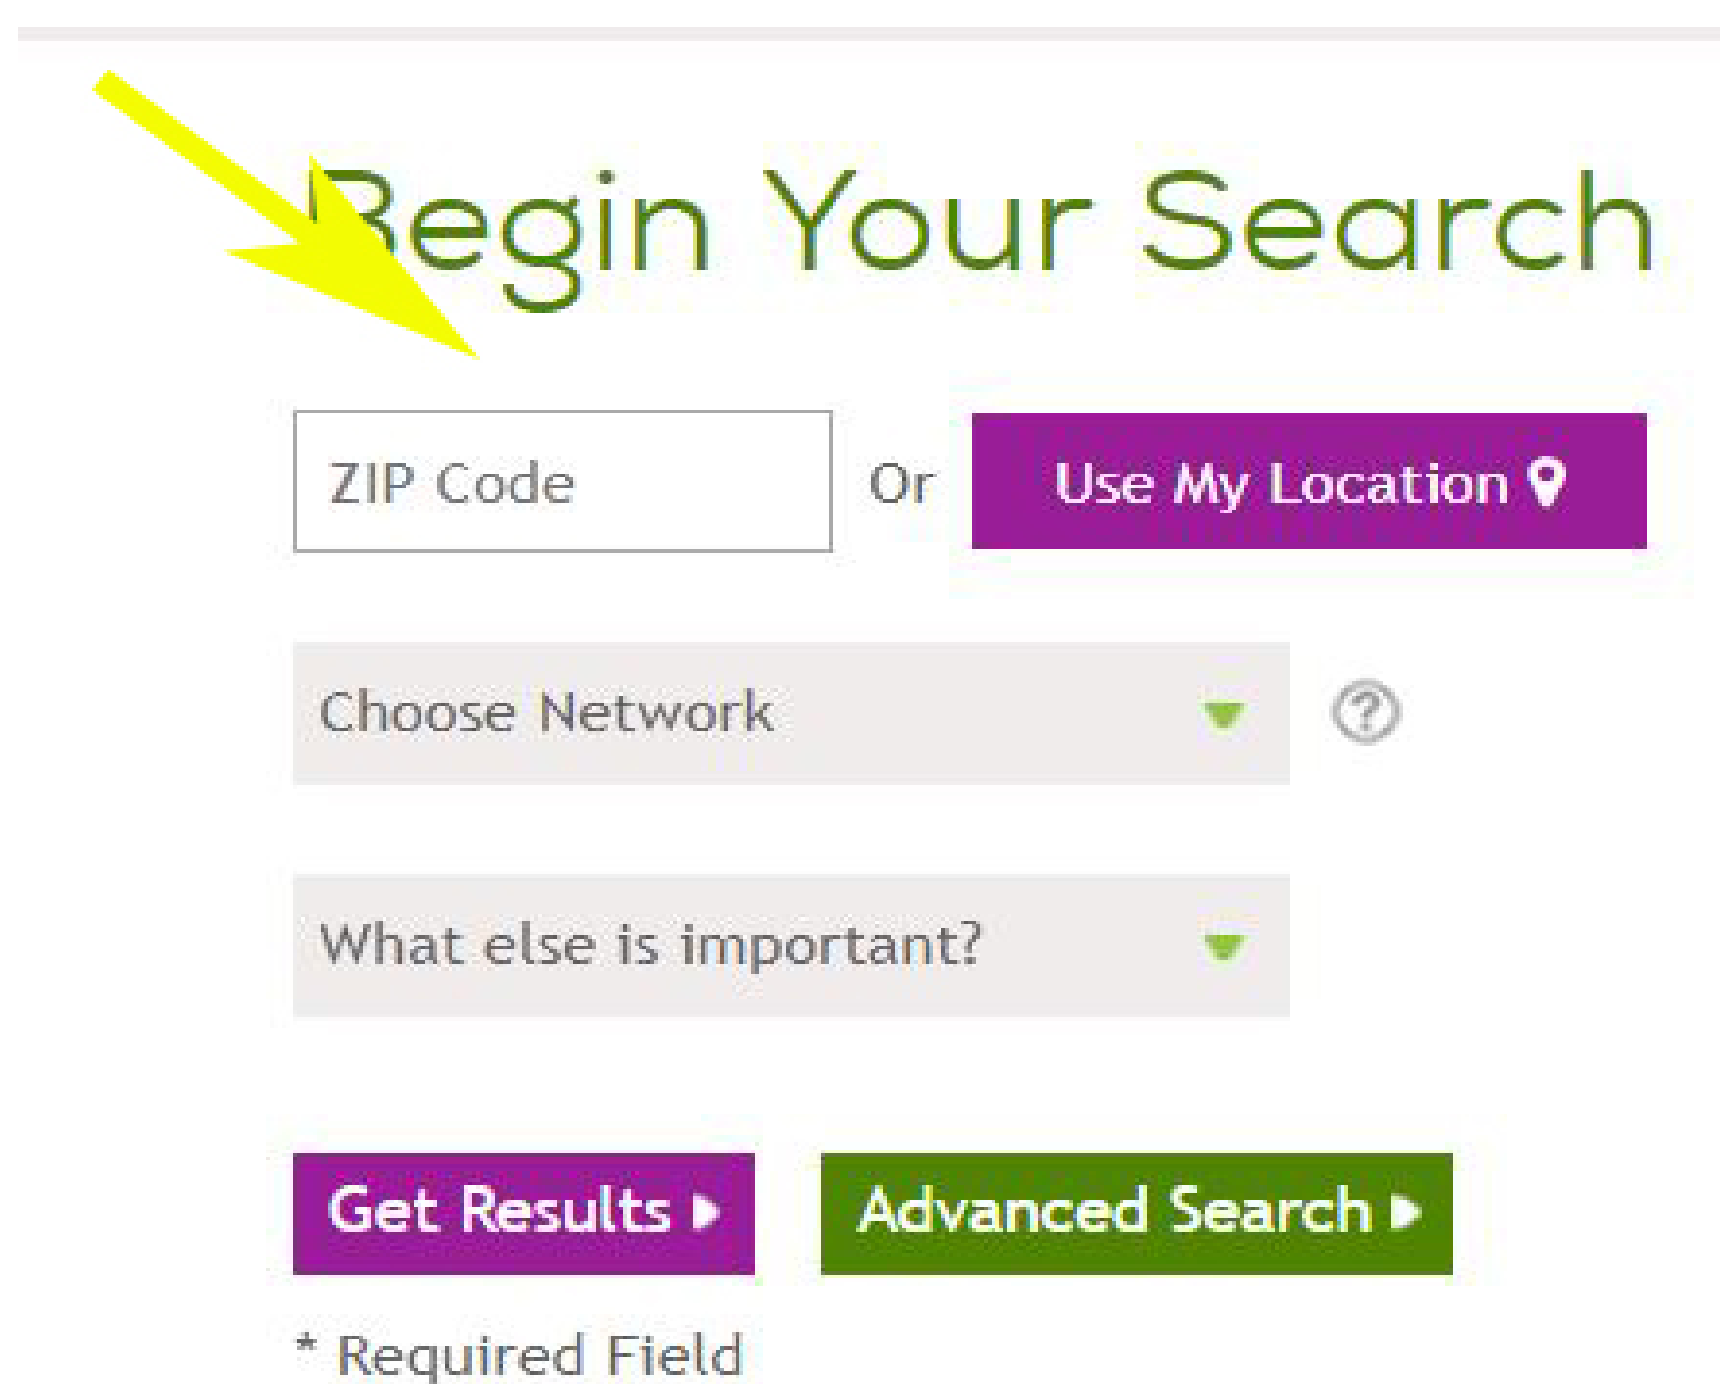 Begin Your Search
ZIP Code Or Use My Location
Choose Network ?
What else is important?
Get Results Advanced Search
* Required Field